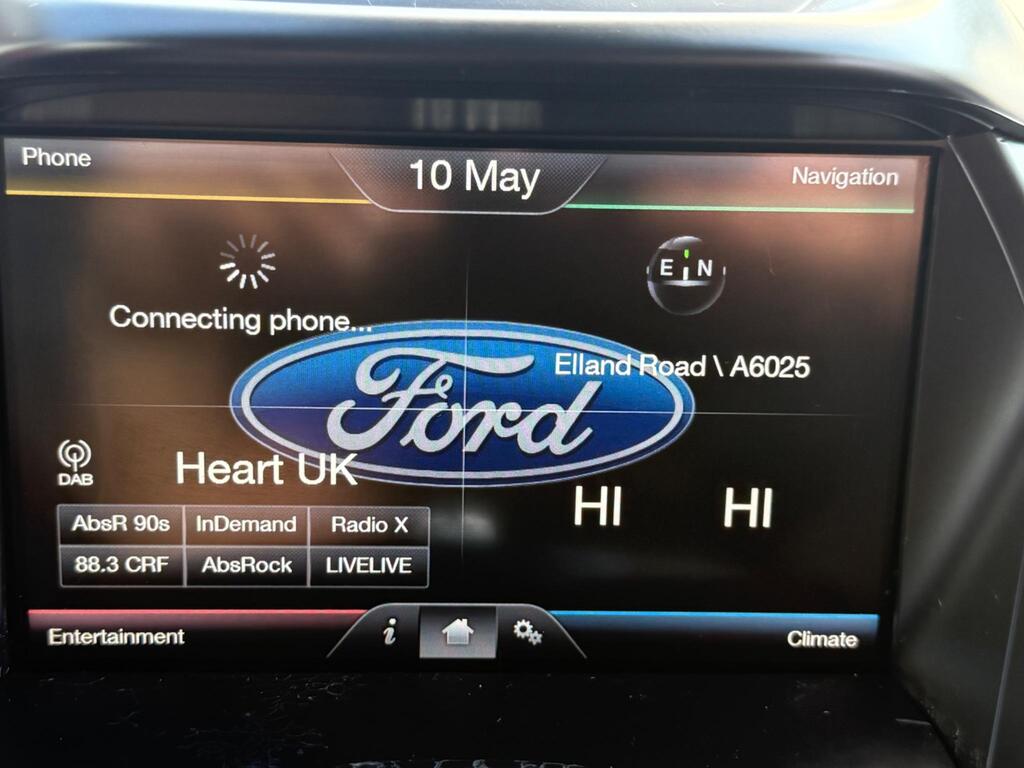 Phone
10 May
Navigation
E N
Connecting phone...
Elland Road \ A6025
Ford
DAB
Heart UK
HI HI
AbsR 90s InDemand Radio X
88.3 CRF AbsRock LIVELIVE
Entertainment
i
Climate